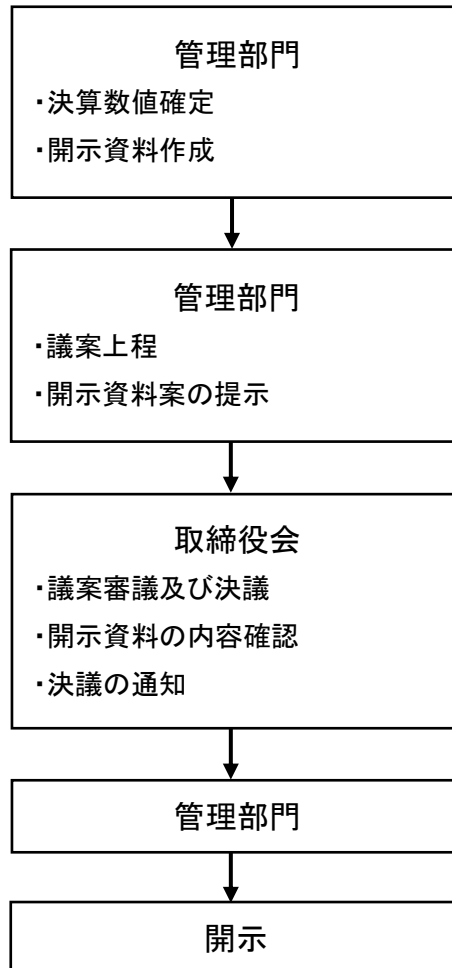 管理部門
・決算数値確定
・開示資料作成
管理部門
・議案上程
・開示資料案の提示
取締役会
・議案審議及び決議
・開示資料の内容確認
・決議の通知
管理部門
開示